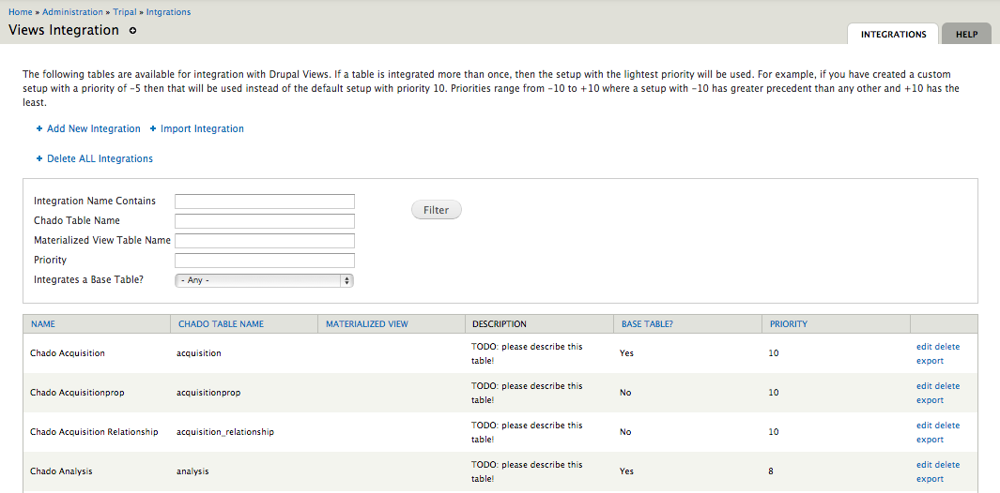 Home » Administration » Tripal » Intgrations
Views Integration
INTEGRATIONS HELP
The following tables are available for integration with Drupal Views. If a table is integrated more than once, then the setup with the lightest priority will be used. For example, if you have created a custom
setup with a priority of -5 then that will be used instead of the default setup with priority 10. Priorities range from -10 to +10 where a setup with -10 has greater precedent than any other and +10 has the
least.
+ Add New Integration + Import Integration
+ Delete ALL Integrations
Integration Name Contains
Filter
Chado Table Name
Materialized View Table Name
Priority
Integrates a Base Table? - Any -
NAME CHADO TABLE NAME MATERIALIZED VIEW DESCRIPTION BASE TABLE? PRIORITY
Chado Acquisition acquisition TODO: please describe this Yes 10 edit delete
table! export
Chado Acquisitionprop acquisitionprop TODO: please describe this No 10 edit delete
table! export
Chado Acquisition Relationship acquisition_relationship TODO: please describe this No 10 edit delete
table! export
Chado Analysis analysis TODO: please describe this Yes 8 edit delete
table! export